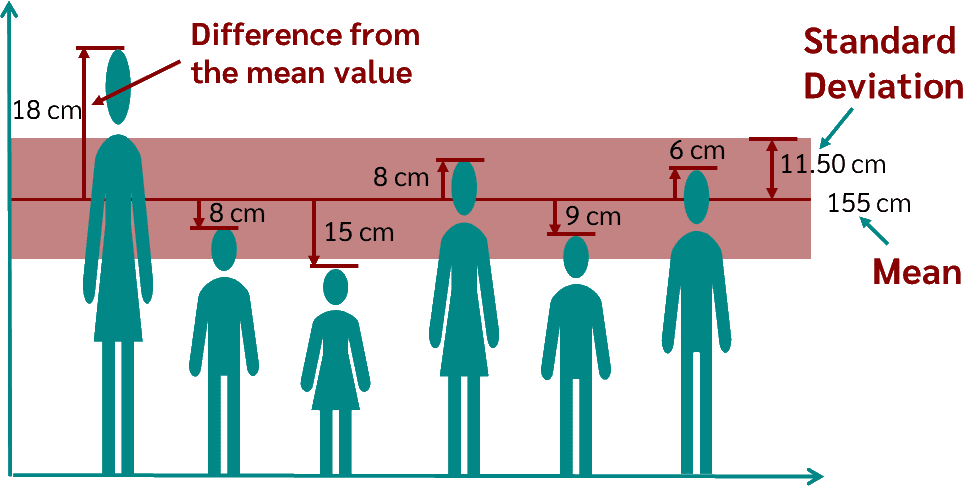 Difference from
the mean value
Standard
Deviation
18 cm
8 cm
15 cm
8 cm
9 cm
6 cm
11.50 cm
155 cm
Mean